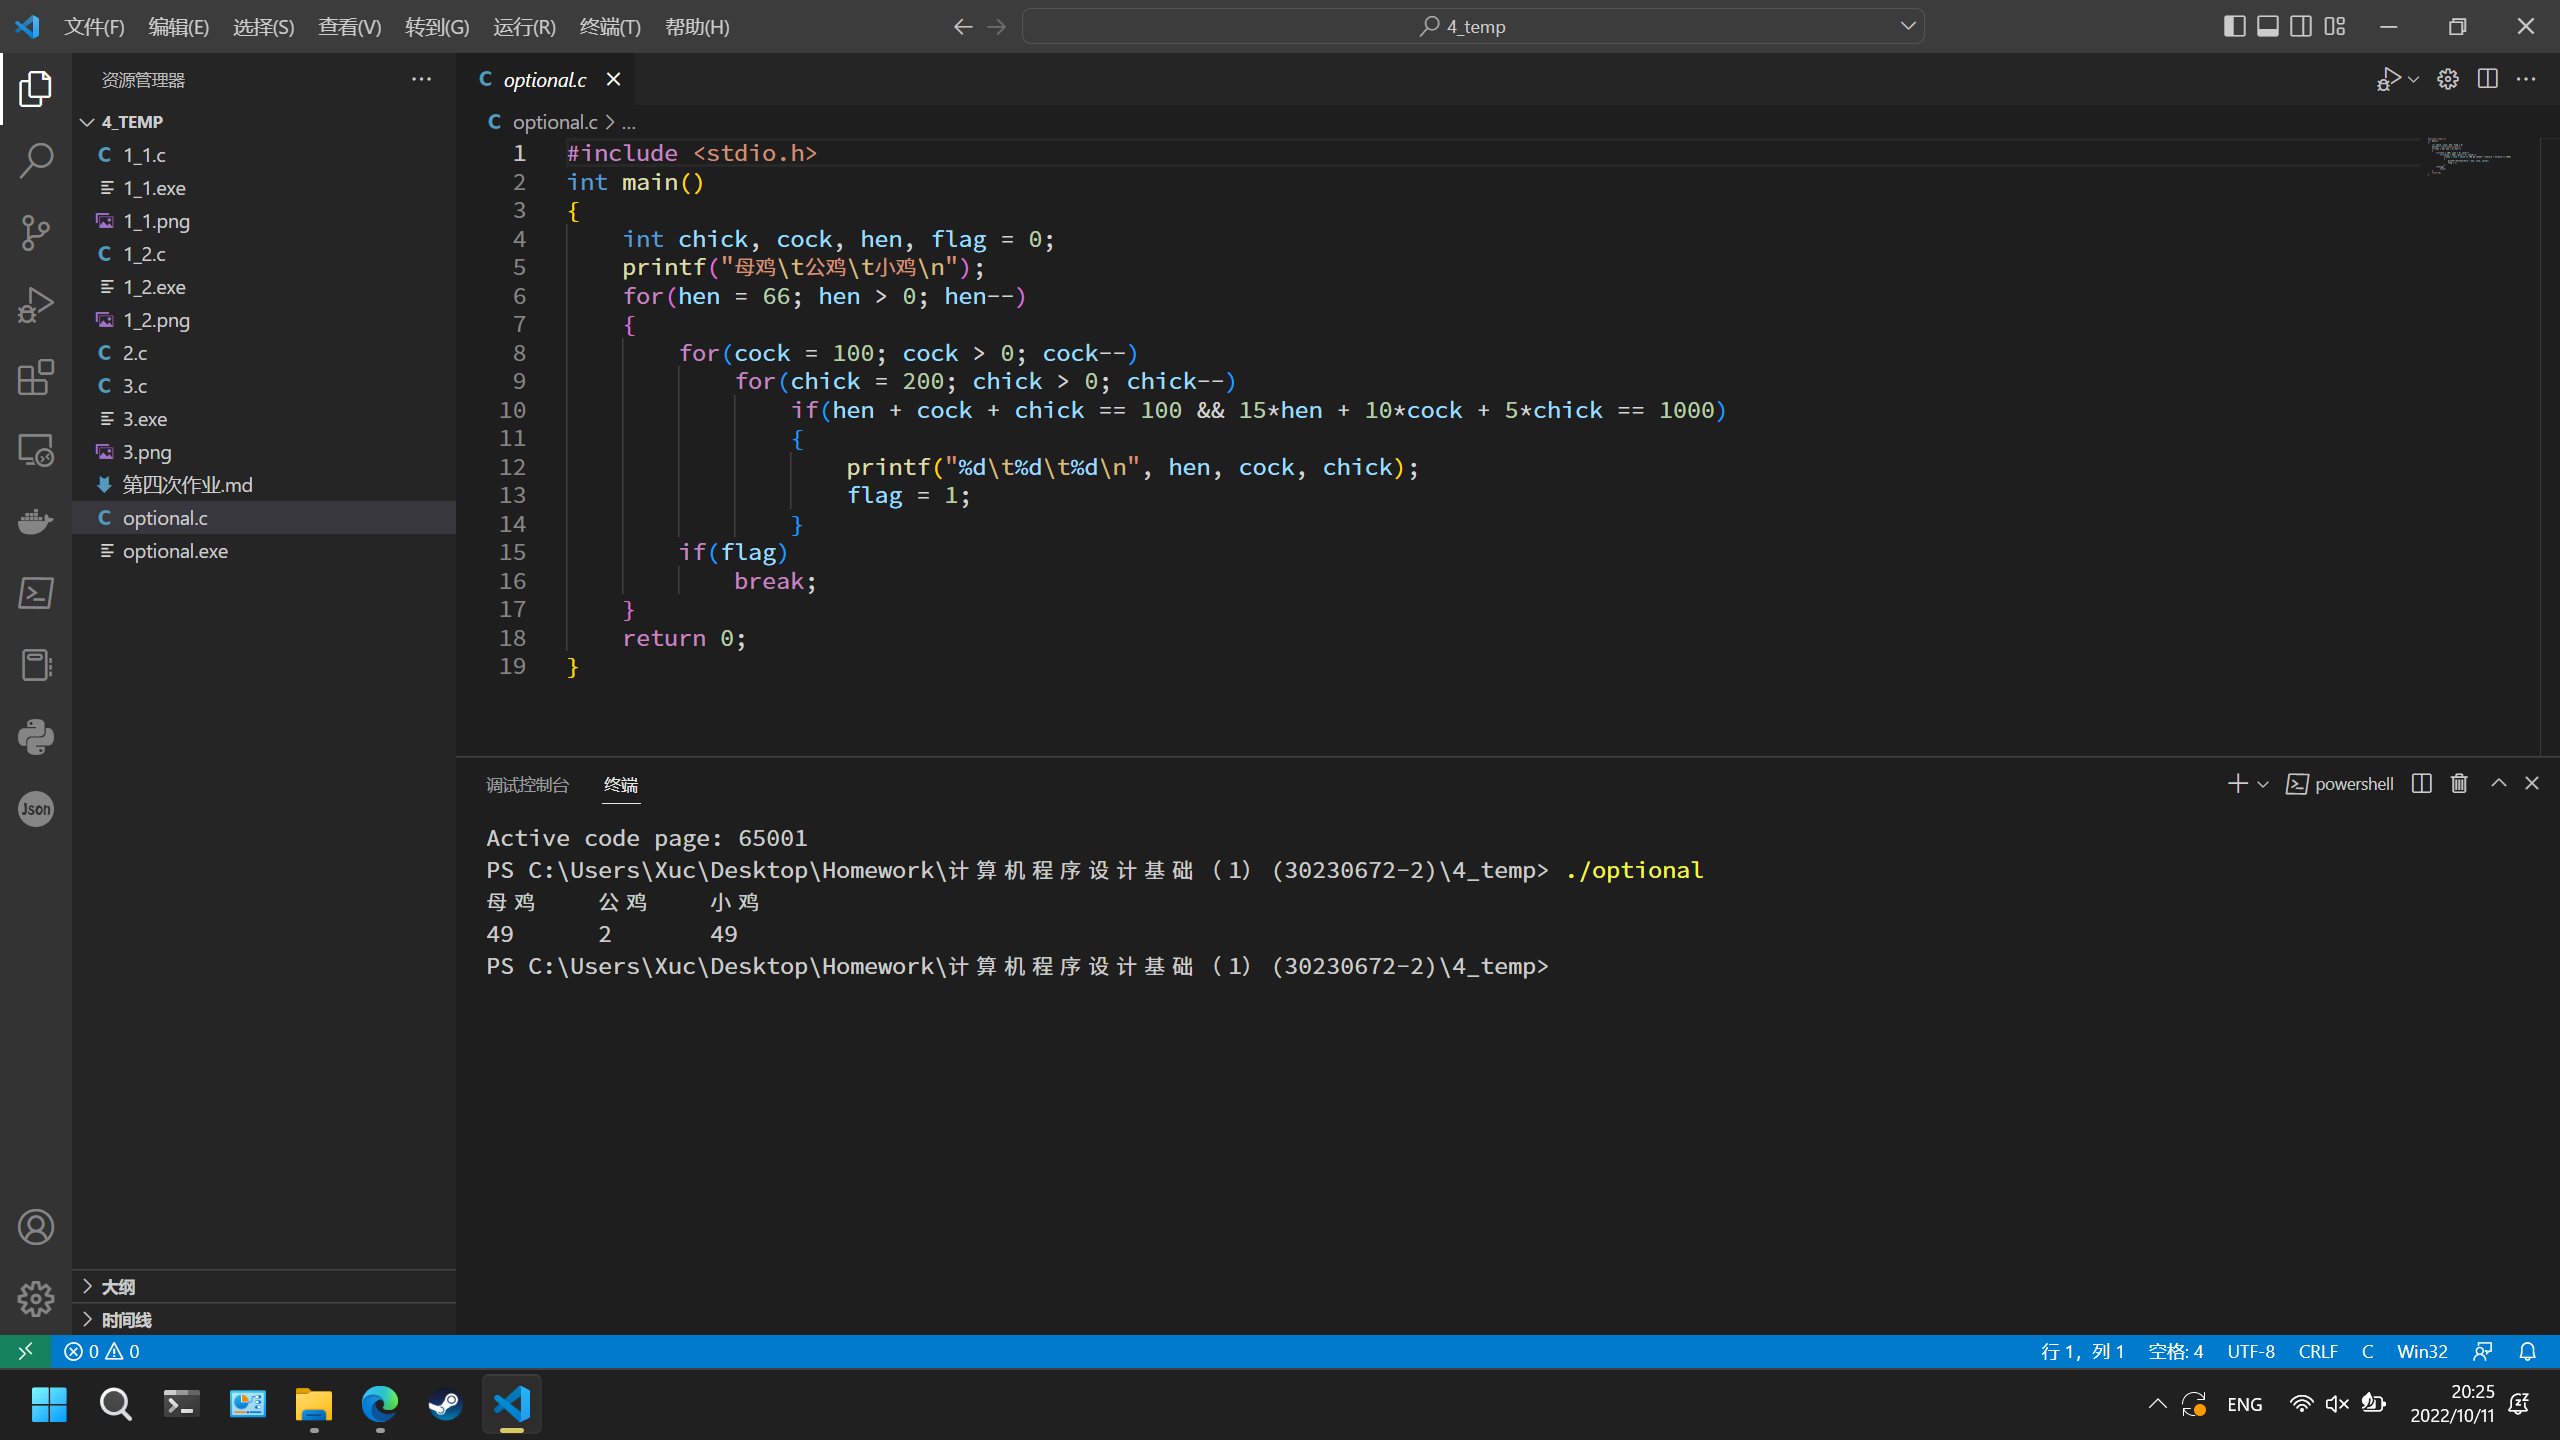 文件(F) 编辑(E) 选择(S) 查看(V) 转到(G) 运行(R) 终端(T) 帮助(H) 4_temp
资源管理器
4_TEMP
C 1_1.c
1_1.exe
1_1.png
C 1_2.c
1_2.exe
1_2.png
C 2.c
C 3.c
3.exe
3.png
第四次作业.md
C optional.c
optional.exe
Json
大纲
时间线
C optional.c
C optional.c > ...
1 #include <stdio.h>
2 int main()
3 {
4     int chick, cock, hen, flag = 0;
5     printf("母鸡\t公鸡\t小鸡\n");
6     for(hen = 66; hen > 0; hen--)
7     {
8         for(cock = 100; cock > 0; cock--)
9             for(chick = 200; chick > 0; chick--)
10                 if(hen + cock + chick == 100 && 15*hen + 10*cock + 5*chick == 1000)
11                 {
12                     printf("%d\t%d\t%d\n", hen, cock, chick);
13                     flag = 1;
14                 }
15         if(flag)
16             break;
17     }
18     return 0;
19 }
调试控制台 终端 powershell
Active code page: 65001
PS C:\Users\Xuc\Desktop\Homework\计算机程序设计基础（1）(30230672-2)\4_temp> ./optional
母鸡 公鸡 小鸡
49 2 49
PS C:\Users\Xuc\Desktop\Homework\计算机程序设计基础（1）(30230672-2)\4_temp>
0 0 行 1，列 1 空格: 4 UTF-8 CRLF C Win32
ENG 20:25
2022/10/11